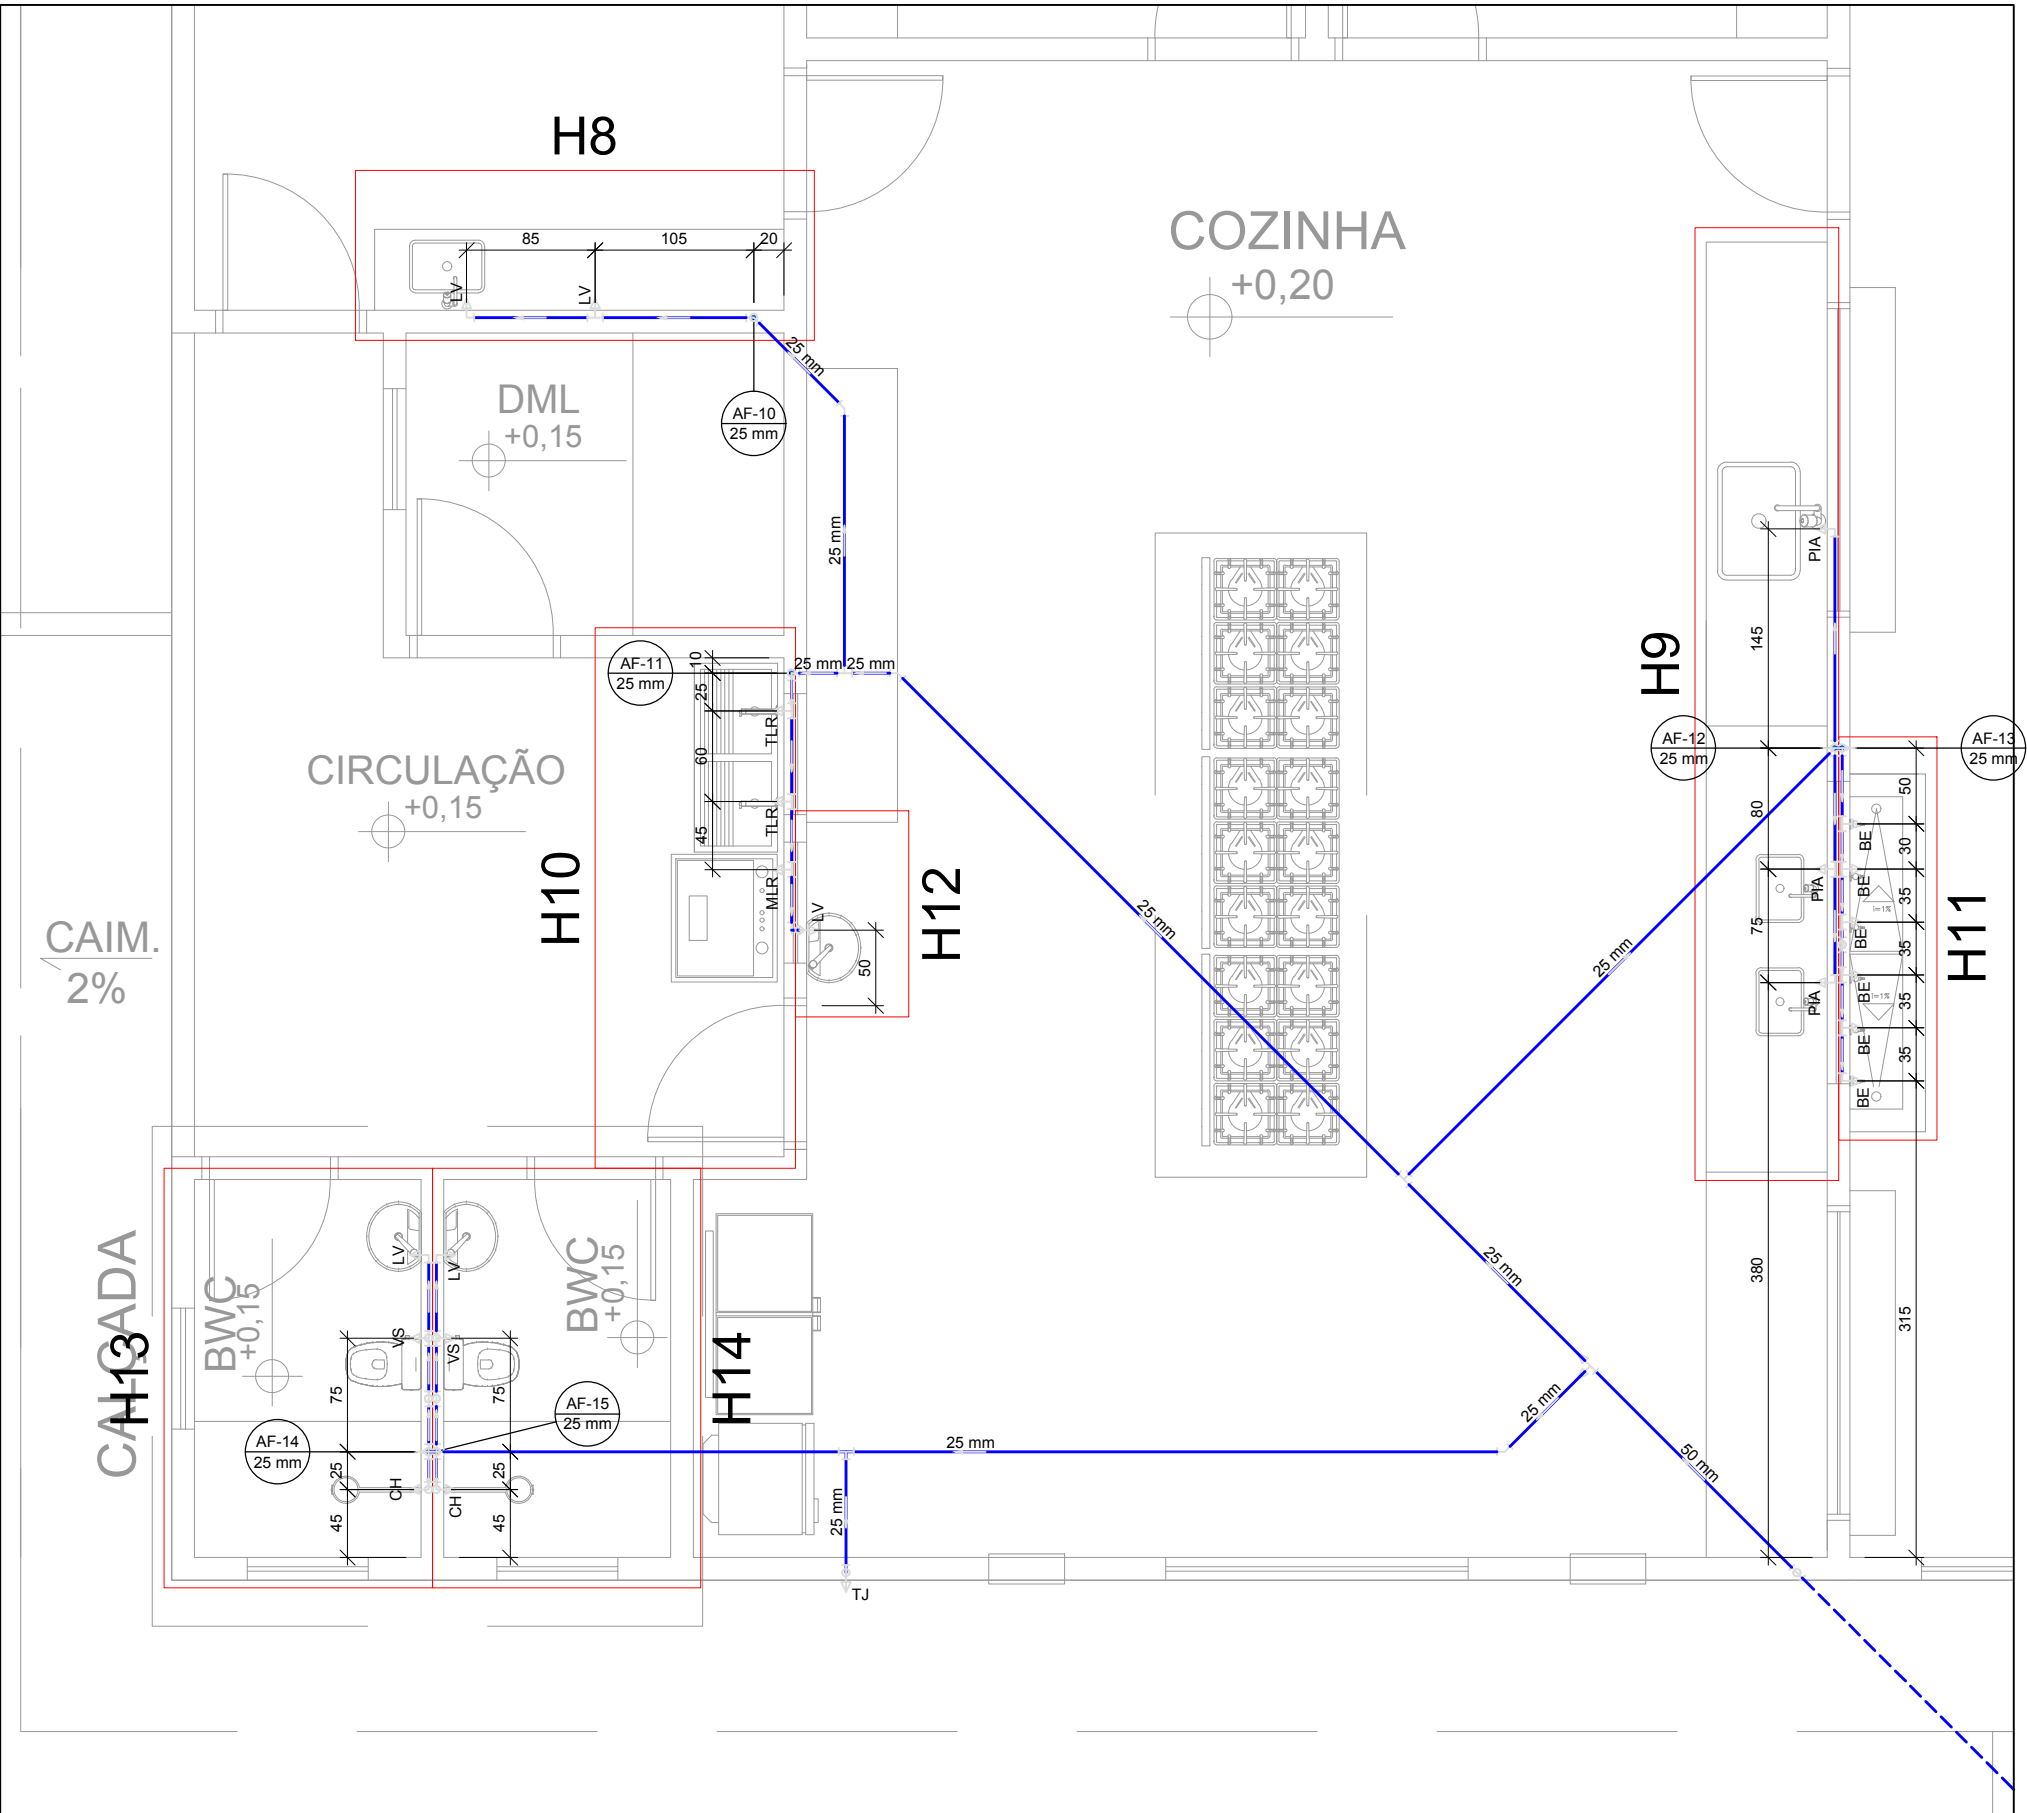 H8
COZINHA
+0,20
85
105
20
LV
LV
25 mm
DML
+0,15
AF-10
25 mm
25 mm
PIA
145
H9
AF-11
25 mm
10
25 mm
25 mm
25
TLR
60
TLR
45
MLR
LV
50
H10
H12
CIRCULAÇÃO
+0,15
AF-12
25 mm
AF-13
25 mm
80
PIA
75
PIA
50
BE
30
BE
35
BE
35
BE
35
BE
35
BE
i=1%
i=1%
H11
CAIM.
2%
25 mm
25 mm
25 mm
380
315
CALÇADA
H13
BWC
+0,15
LV
LV
BWC
+0,15
VS
VS
75
75
H14
AF-15
25 mm
AF-14
25 mm
25
CH
CH
25
45
45
25 mm
25 mm
25 mm
50 mm
TJ